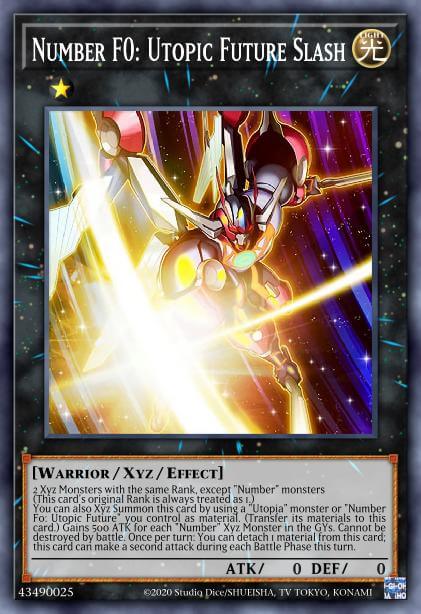 NUMBER F0: UTOPIC FUTURE SLASH
LIGHT
光
[WARRIOR / XYZ / EFFECT]
2 Xyz Monsters with the same Rank, except "Number" monsters
(This card's original Rank is always treated as 1.)
You can also Xyz Summon this card by using a "Utopia" monster or "Number
F0: Utopic Future" you control as material. (Transfer its materials to this
card.) Gains 500 ATK for each "Number" Xyz Monster in the GYs. Cannot be
destroyed by battle. Once per turn: You can detach 1 material from this card;
this card can make a second attack during each Battle Phase this turn.
ATK/ 0 DEF/ 0
43490025 ©2020 Studio Dice/SHUEISHA, TV TOKYO, KONAMI